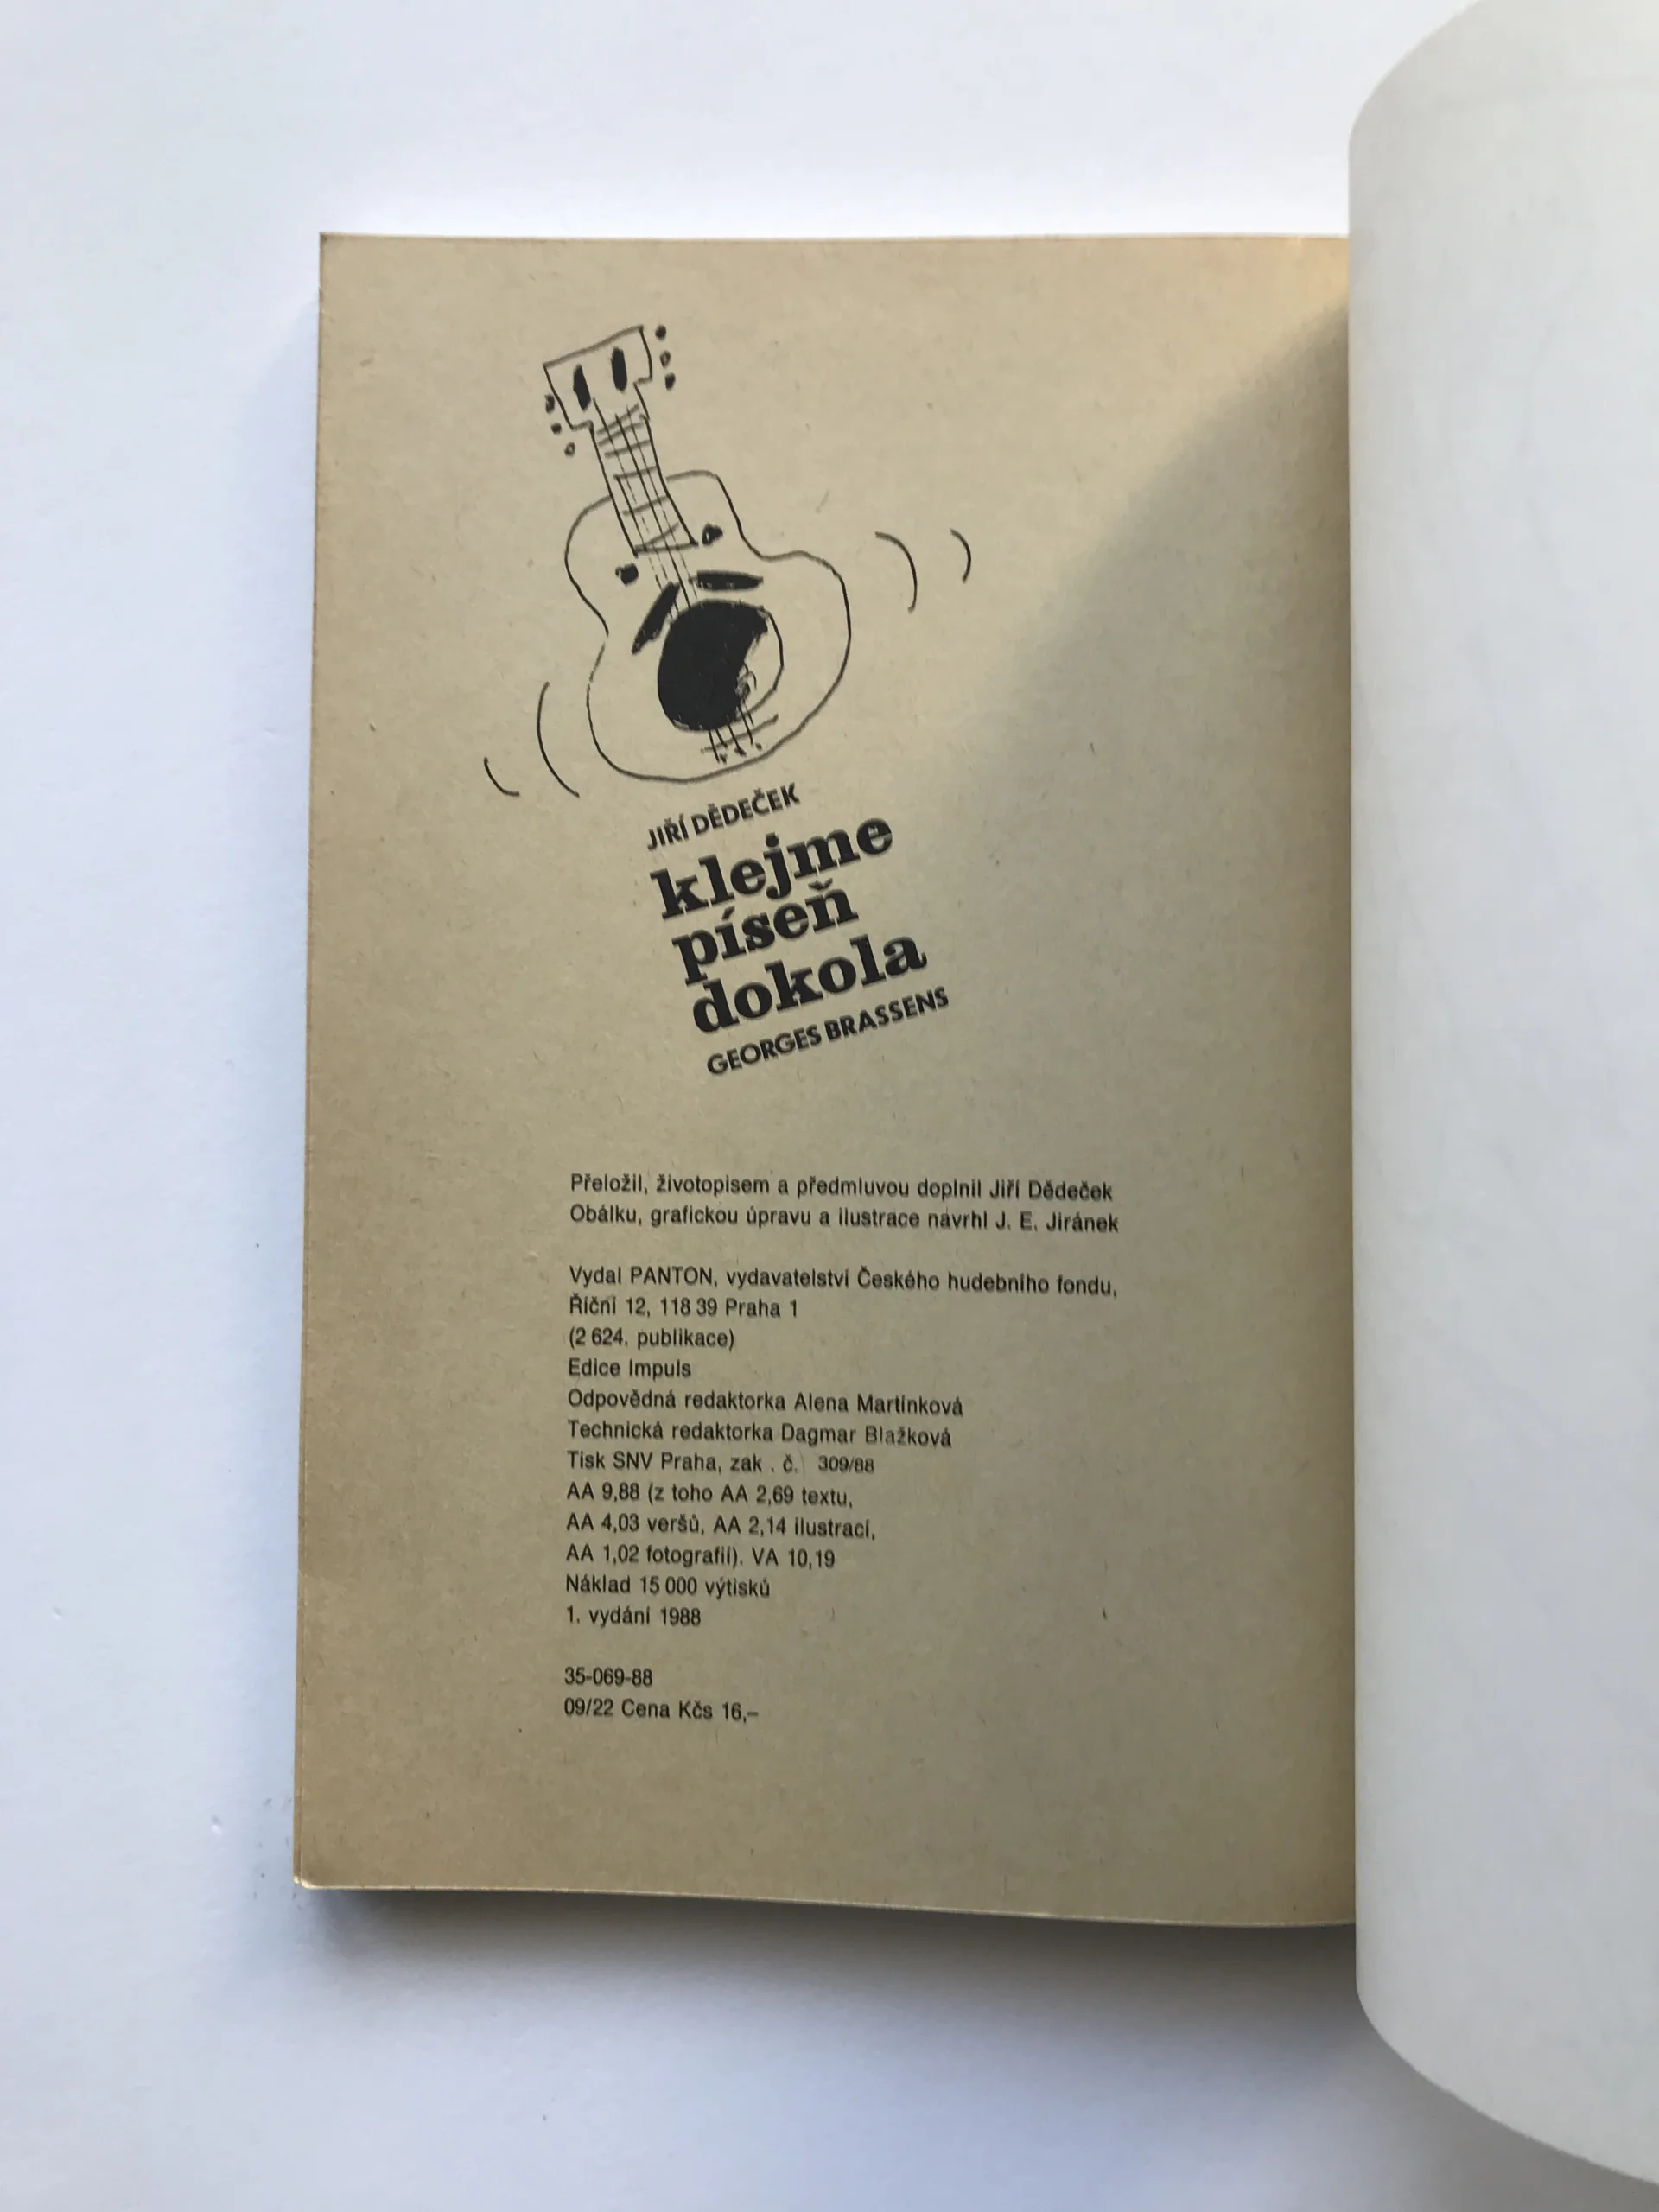 JIŘÍ DĚDEČEK
klejme
píseň
dokola
GEORGES BRASSENS
Přeložil, životopisem a předmluvou doplnil Jiří Dědeček
Obálku, grafickou úpravu a ilustrace navrhl J. E. Jiránek
Vydal PANTON, vydavatelství Českého hudebního fondu,
Říční 12, 118 39 Praha 1
(2 624. publikace)
Edice Impuls
Odpovědná redaktorka Alena Martínková
Technická redaktorka Dagmar Blažková
Tisk SNV Praha, zak . č. 309/88
AA 9,88 (z toho AA 2,69 textu,
AA 4,03 veršů, AA 2,14 ilustrací,
AA 1,02 fotografií). VA 10,19
Náklad 15 000 výtisků
1. vydání 1988
35-069-88
09/22 Cena Kčs 16,–